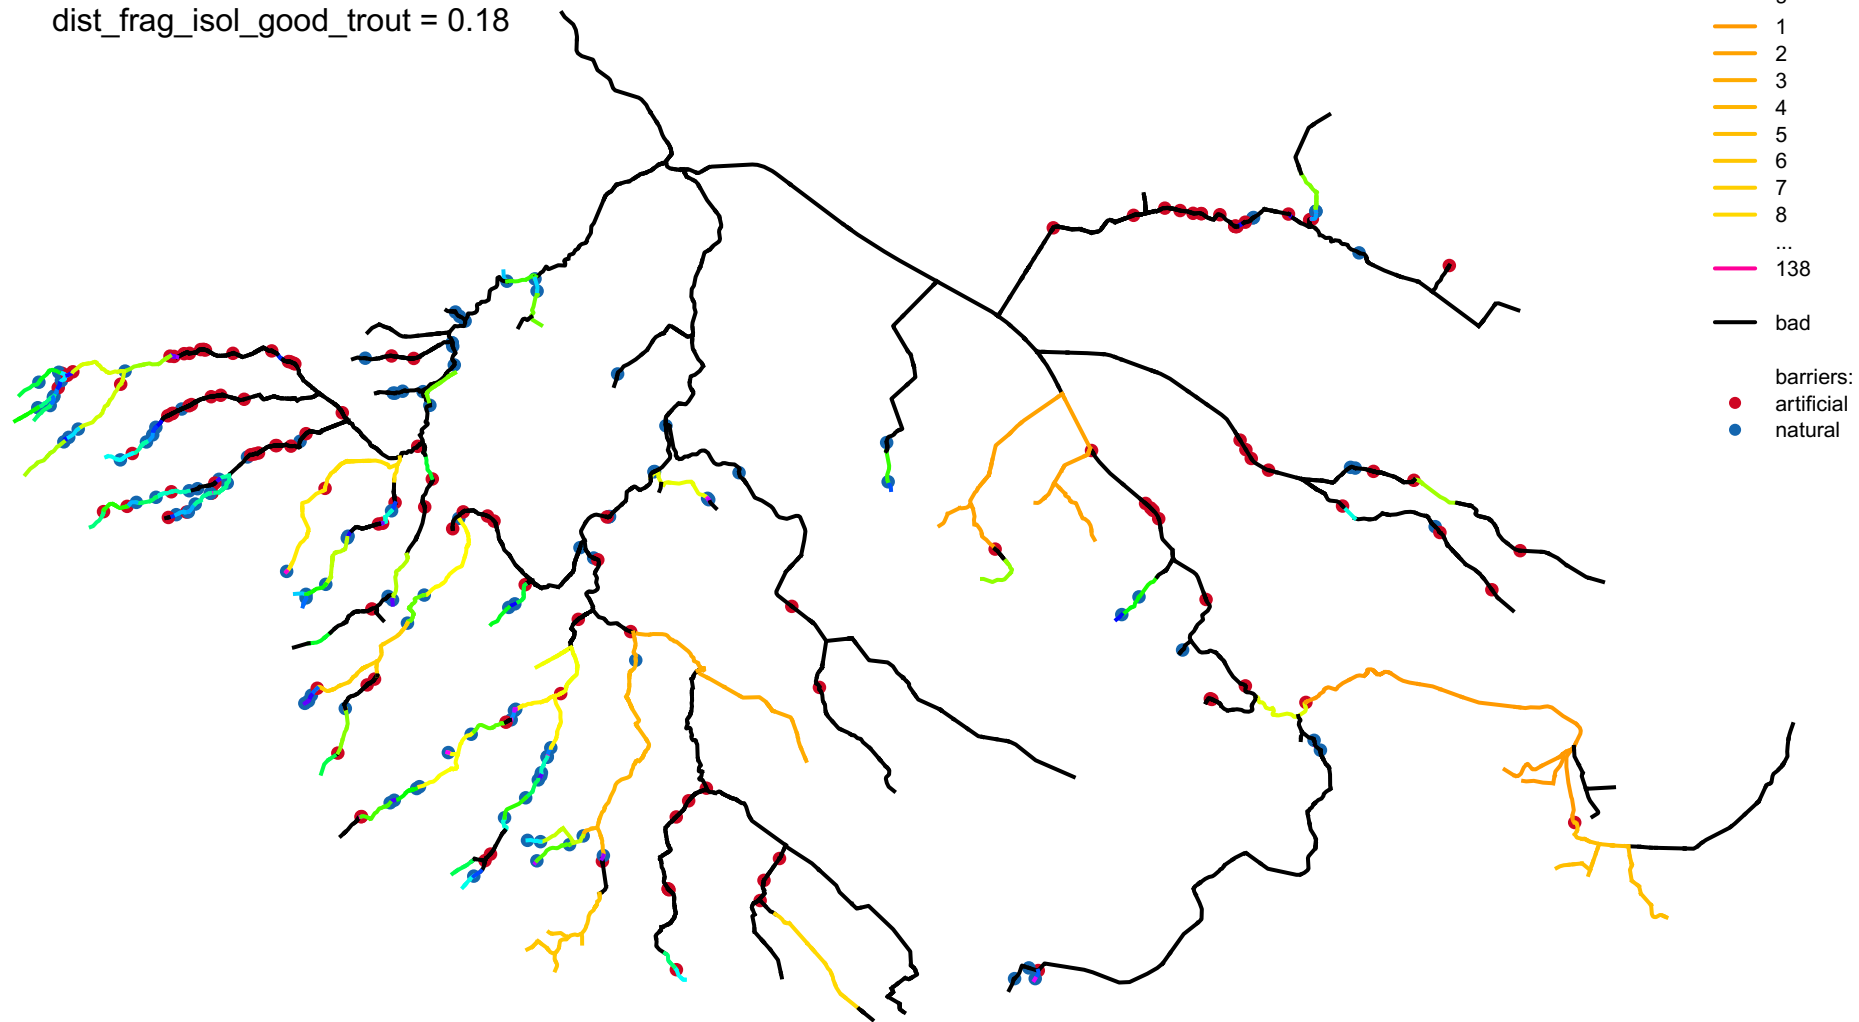 dist_frag_isol_good_trout = 0.18
1
2
3
4
5
6
7
8
...
138
bad
barriers:
artificial
natural